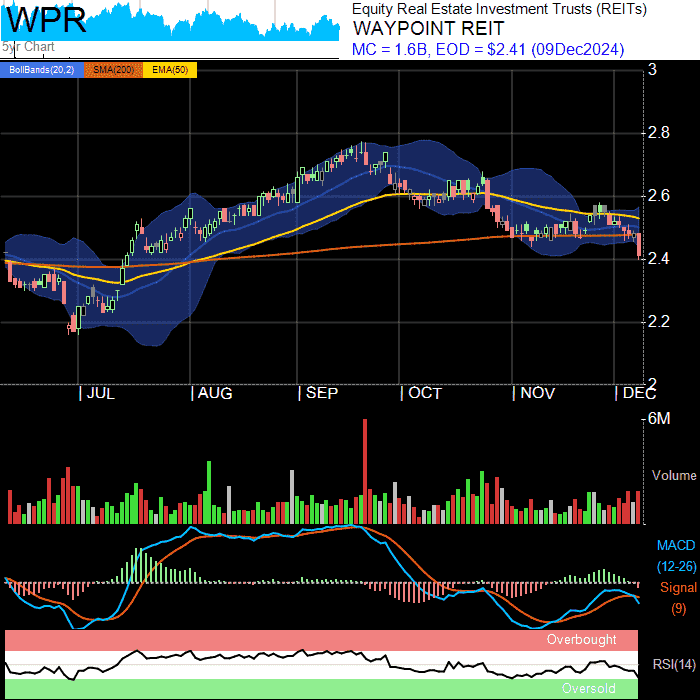 WPR
5yr Chart
Equity Real Estate Investment Trusts (REITs)
WAYPOINT REIT
MC = 1.6B, EOD = $2.41 (09Dec2024)
BollBands(20,2) SMA(200) EMA(50)
3
2.8
2.6
2.4
2.2
2
JUL AUG SEP OCT NOV DEC
6M
Volume
MACD
(12-26)
Signal
(9)
Overbought
RSI(14)
Oversold